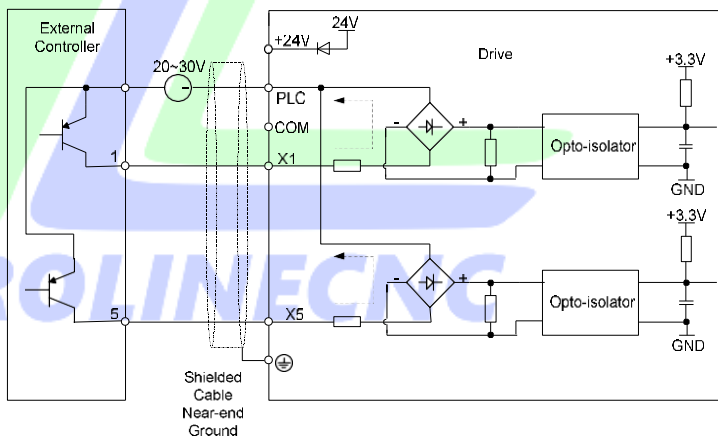 External
Controller
24V
+24V
Drive
20~30V
+3.3V
PLC
COM
- +
1
X1
Opto-isolator
GND
+3.3V
ROLINECNC
- +
5
X5
Opto-isolator
GND
Shielded
Cable
Near-end
Ground